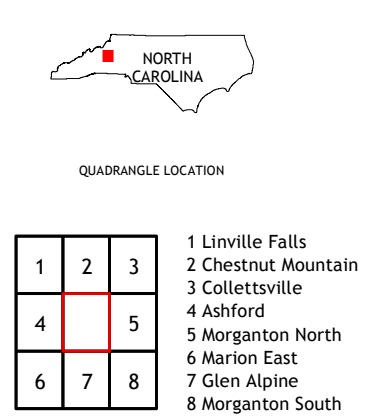 NORTH
CAROLINA
QUADRANGLE LOCATION
1 2 3
4 5
6 7 8
1 Linville Falls
2 Chestnut Mountain
3 Collettsville
4 Ashford
5 Morganton North
6 Marion East
7 Glen Alpine
8 Morganton South